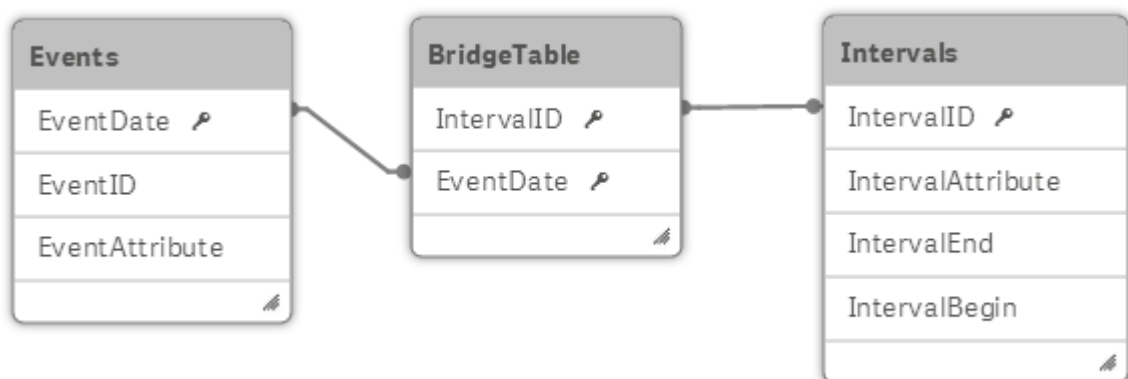 Events
EventDate
EventID
EventAttribute
BridgeTable
IntervalID
EventDate
Intervals
IntervalID
IntervalAttribute
IntervalEnd
IntervalBegin